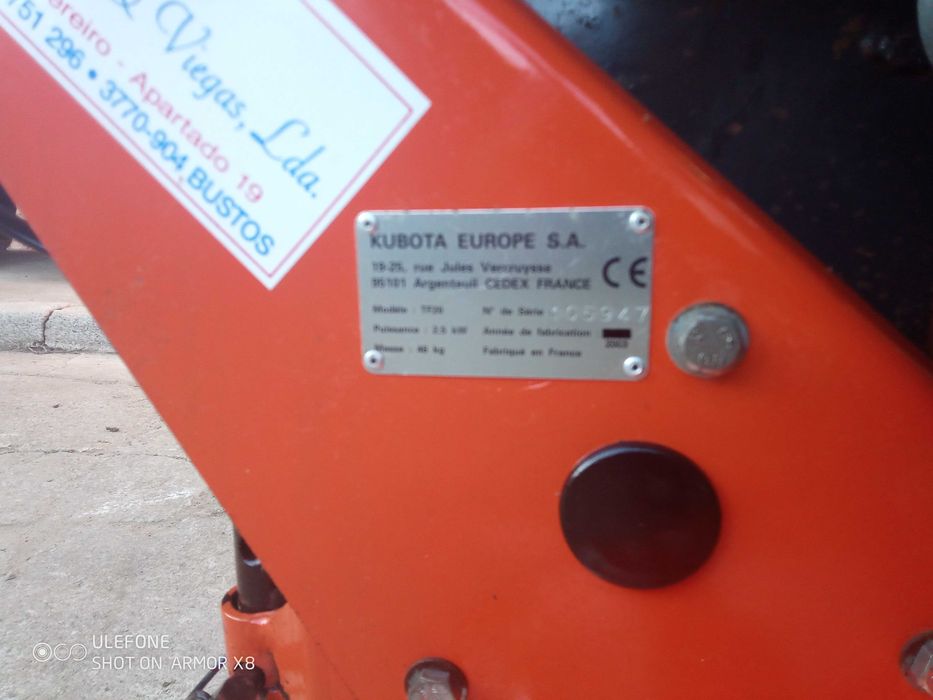 & Viegas, Lda.
ereiro - Apartado 19
751 296 • 3770-904 BUSTOS
KUBOTA EUROPE S.A.
19-25, rue Jules Vercruysse
95101 Argenteuil CEDEX FRANCE
CE
Modèle : TF20
N° de Série 105947
Puissance : 2.5 kW
Année de fabrication
2003
Masse : kg
Fabriqué en France
ULEFONE
SHOT ON ARMOR X8